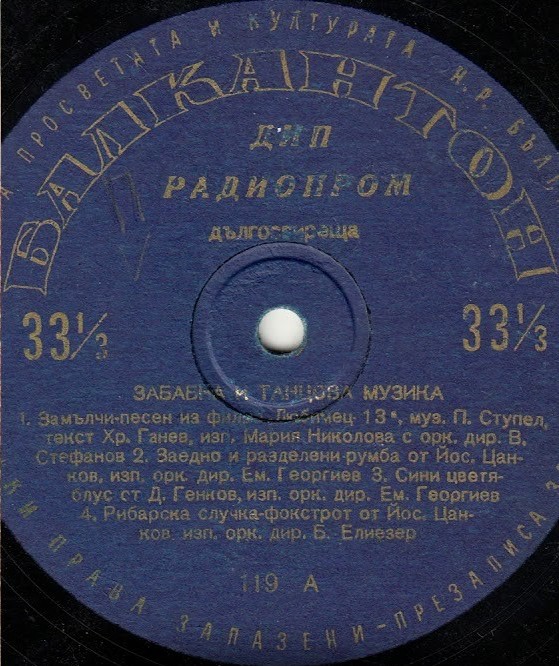 А ПРОСВЕТАТА И КУЛТУРАТА Н.Р. БЪЛГ
БАЛКАНТОН
ДИП
РАДИОПРОМ
дългосвиреща
33⅓ 33⅓
ЗАБАВНА И ТАНЦОВА МУЗИКА
1. Замълчи-песен из филма „Любимец 13", муз. П. Ступел,
текст Хр. Ганев, изп. Мария Николова с орк. дир. В.
Стефанов 2. Заедно и разделени-румба от Йос. Цан-
ков, изп. орк. дир. Ем. Георгиев 3. Сини цветя-
блус от Д. Генков, изп. орк. дир. Ем. Георгиев
4. Рибарска случка-фокстрот от Йос. Цан-
ков, изп. орк. дир. Б. Елиезер
119 А
КИ ПРАВА ЗАПАЗЕНИ-ПРЕЗАПИСА З